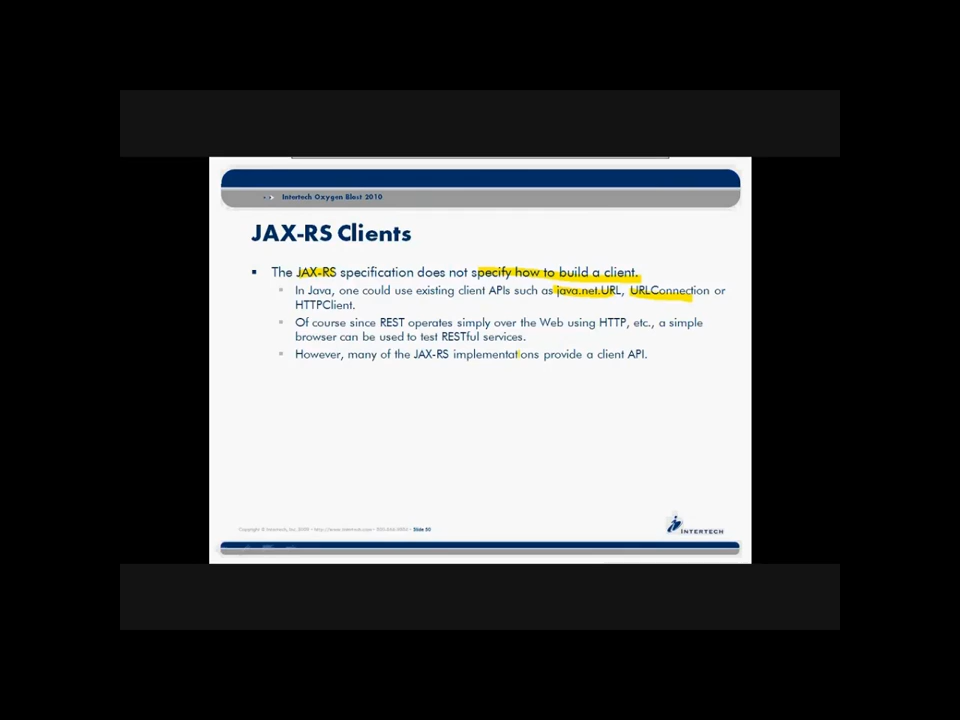 Intertech Oxygen Blast 2010
JAX-RS Clients
The JAX-RS specification does not specify how to build a client.
In Java, one could use existing client APIs such as java.net.URL, URLConnection or
HTTPClient.
Of course since REST operates simply over the Web using HTTP, etc., a simple
browser can be used to test RESTful services.
However, many of the JAX-RS implementations provide a client API.
Slide 50
INTERTECH